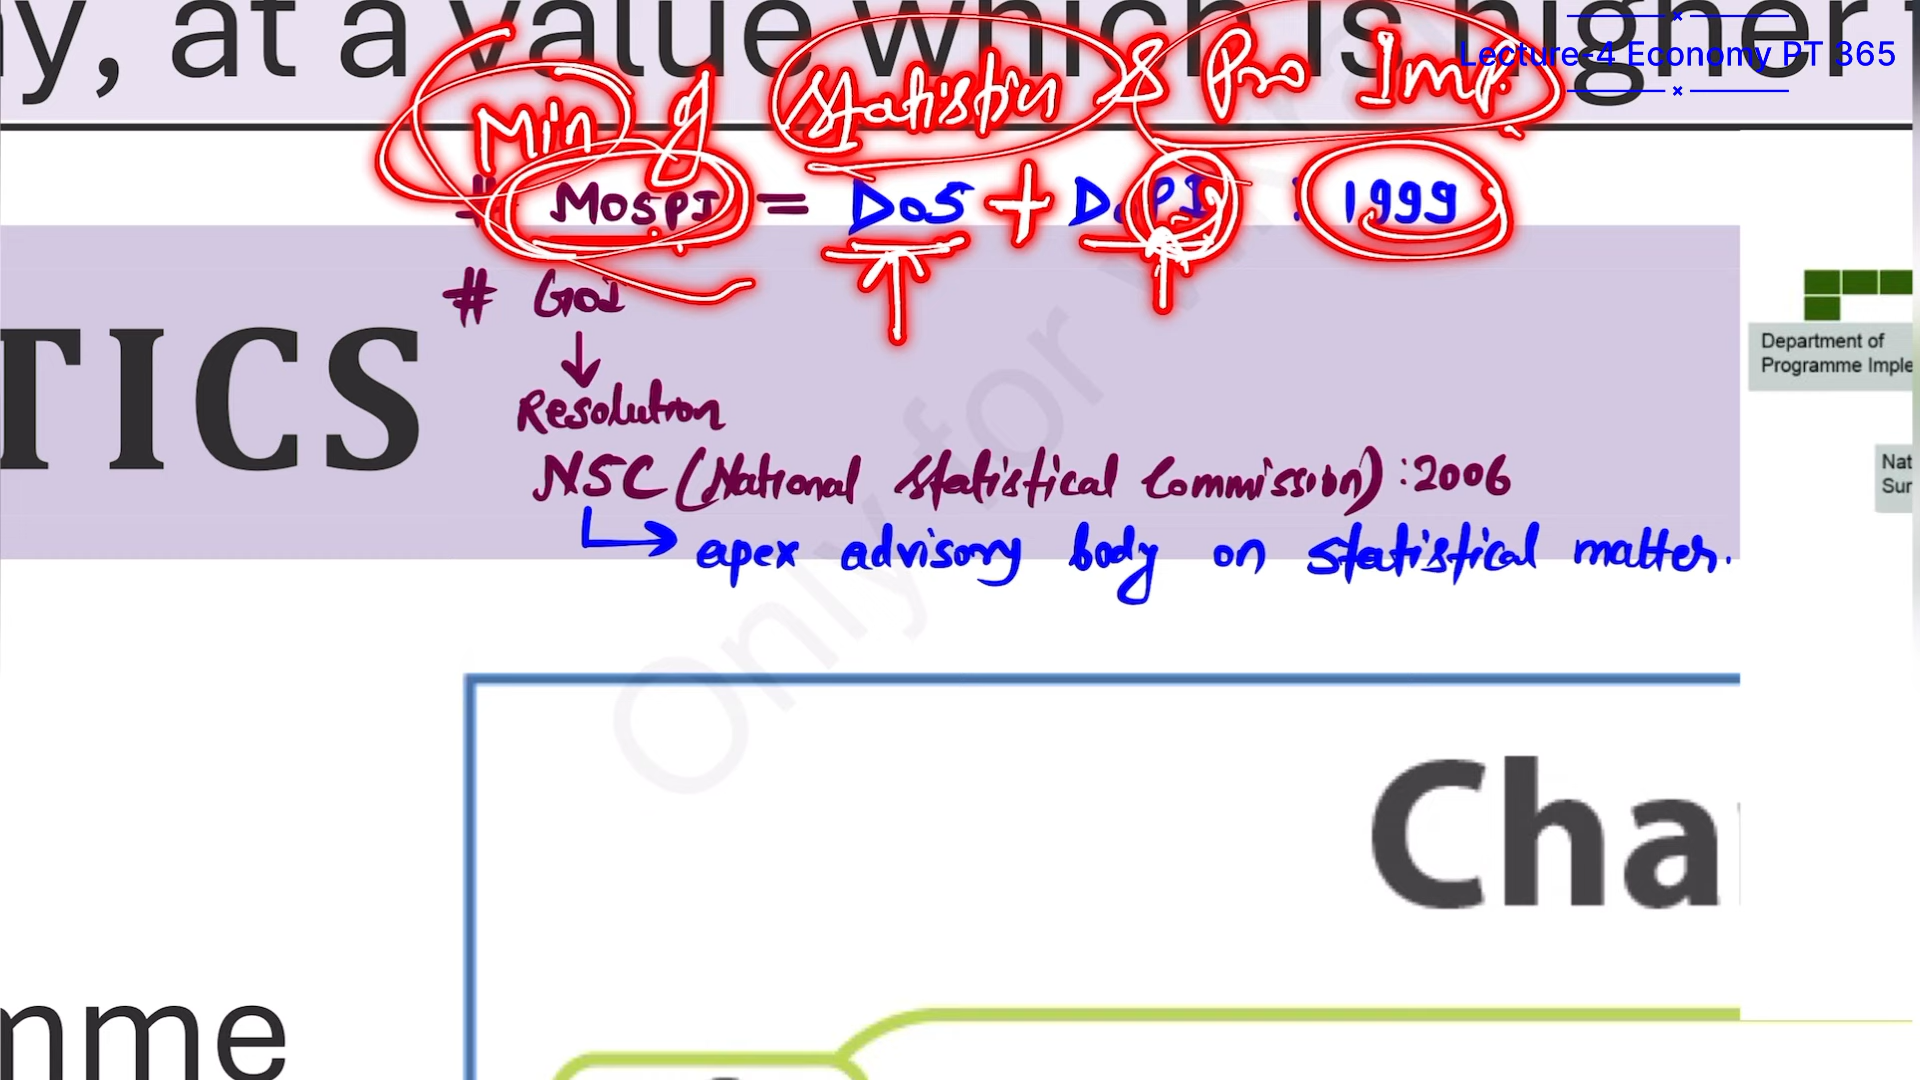 y, at a value which is higher
Lecture-4 Economy PT 365
Min of Statistics & Pro Imp.
# MOSPI = DOS + DOPI : 1999
# GOI
↓
Resolution
NSC (National Statistical Commission) : 2006
↳ apex advisory body on statistical matter.
TICS
Department of
Programme Imple
Nat
Sur
Only for
Cha
mme